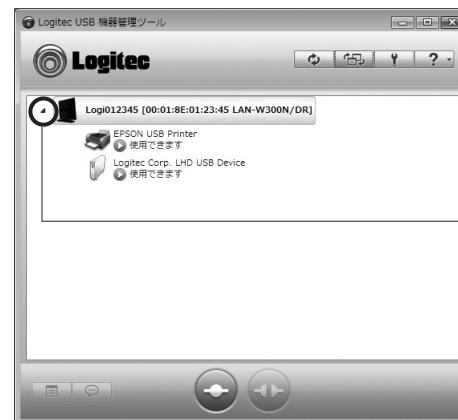 Logitec USB 機器管理ツール
Logitec
?
Logi012345 [00:01:8E:01:23:45 LAN-W300N/DR]
EPSON USB Printer
使用できます
Logitec Corp. LHD USB Device
使用できます